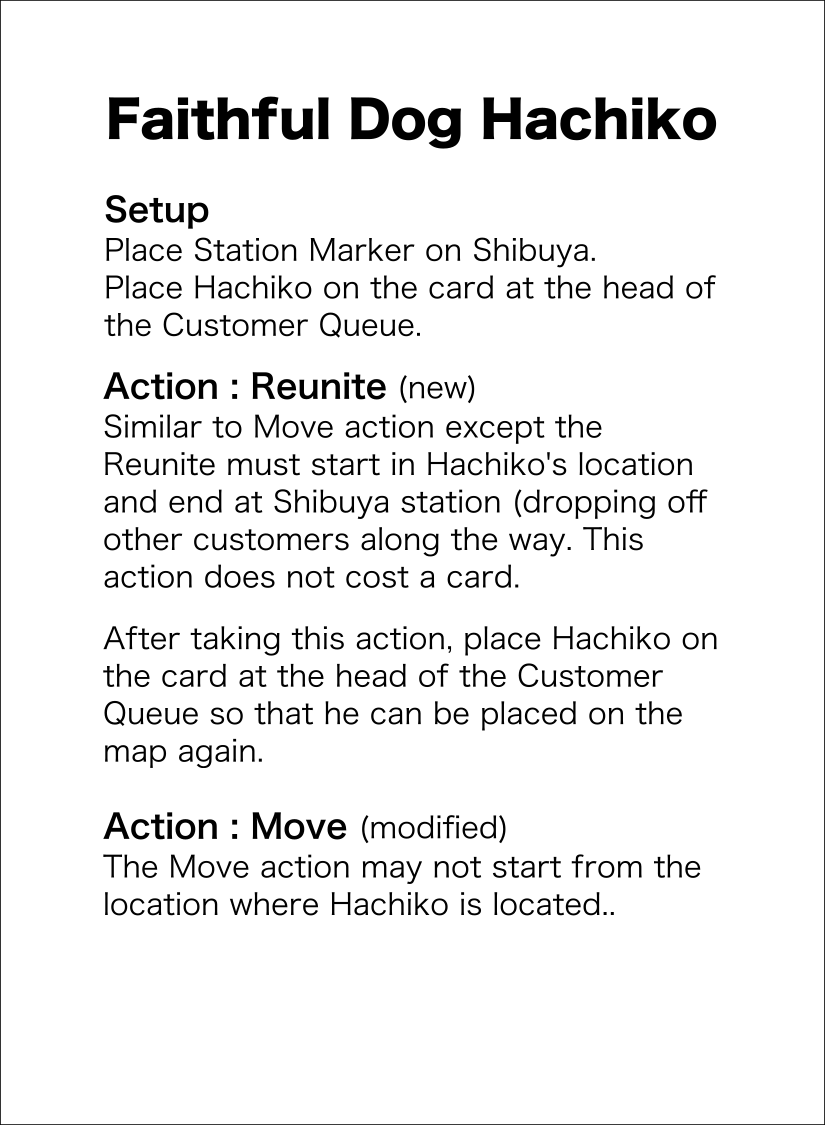 Faithful Dog Hachiko
Setup
Place Station Marker on Shibuya.
Place Hachiko on the card at the head of
the Customer Queue.
Action : Reunite (new)
Similar to Move action except the
Reunite must start in Hachiko's location
and end at Shibuya station (dropping off
other customers along the way. This
action does not cost a card.
After taking this action, place Hachiko on
the card at the head of the Customer
Queue so that he can be placed on the
map again.
Action : Move (modified)
The Move action may not start from the
location where Hachiko is located..